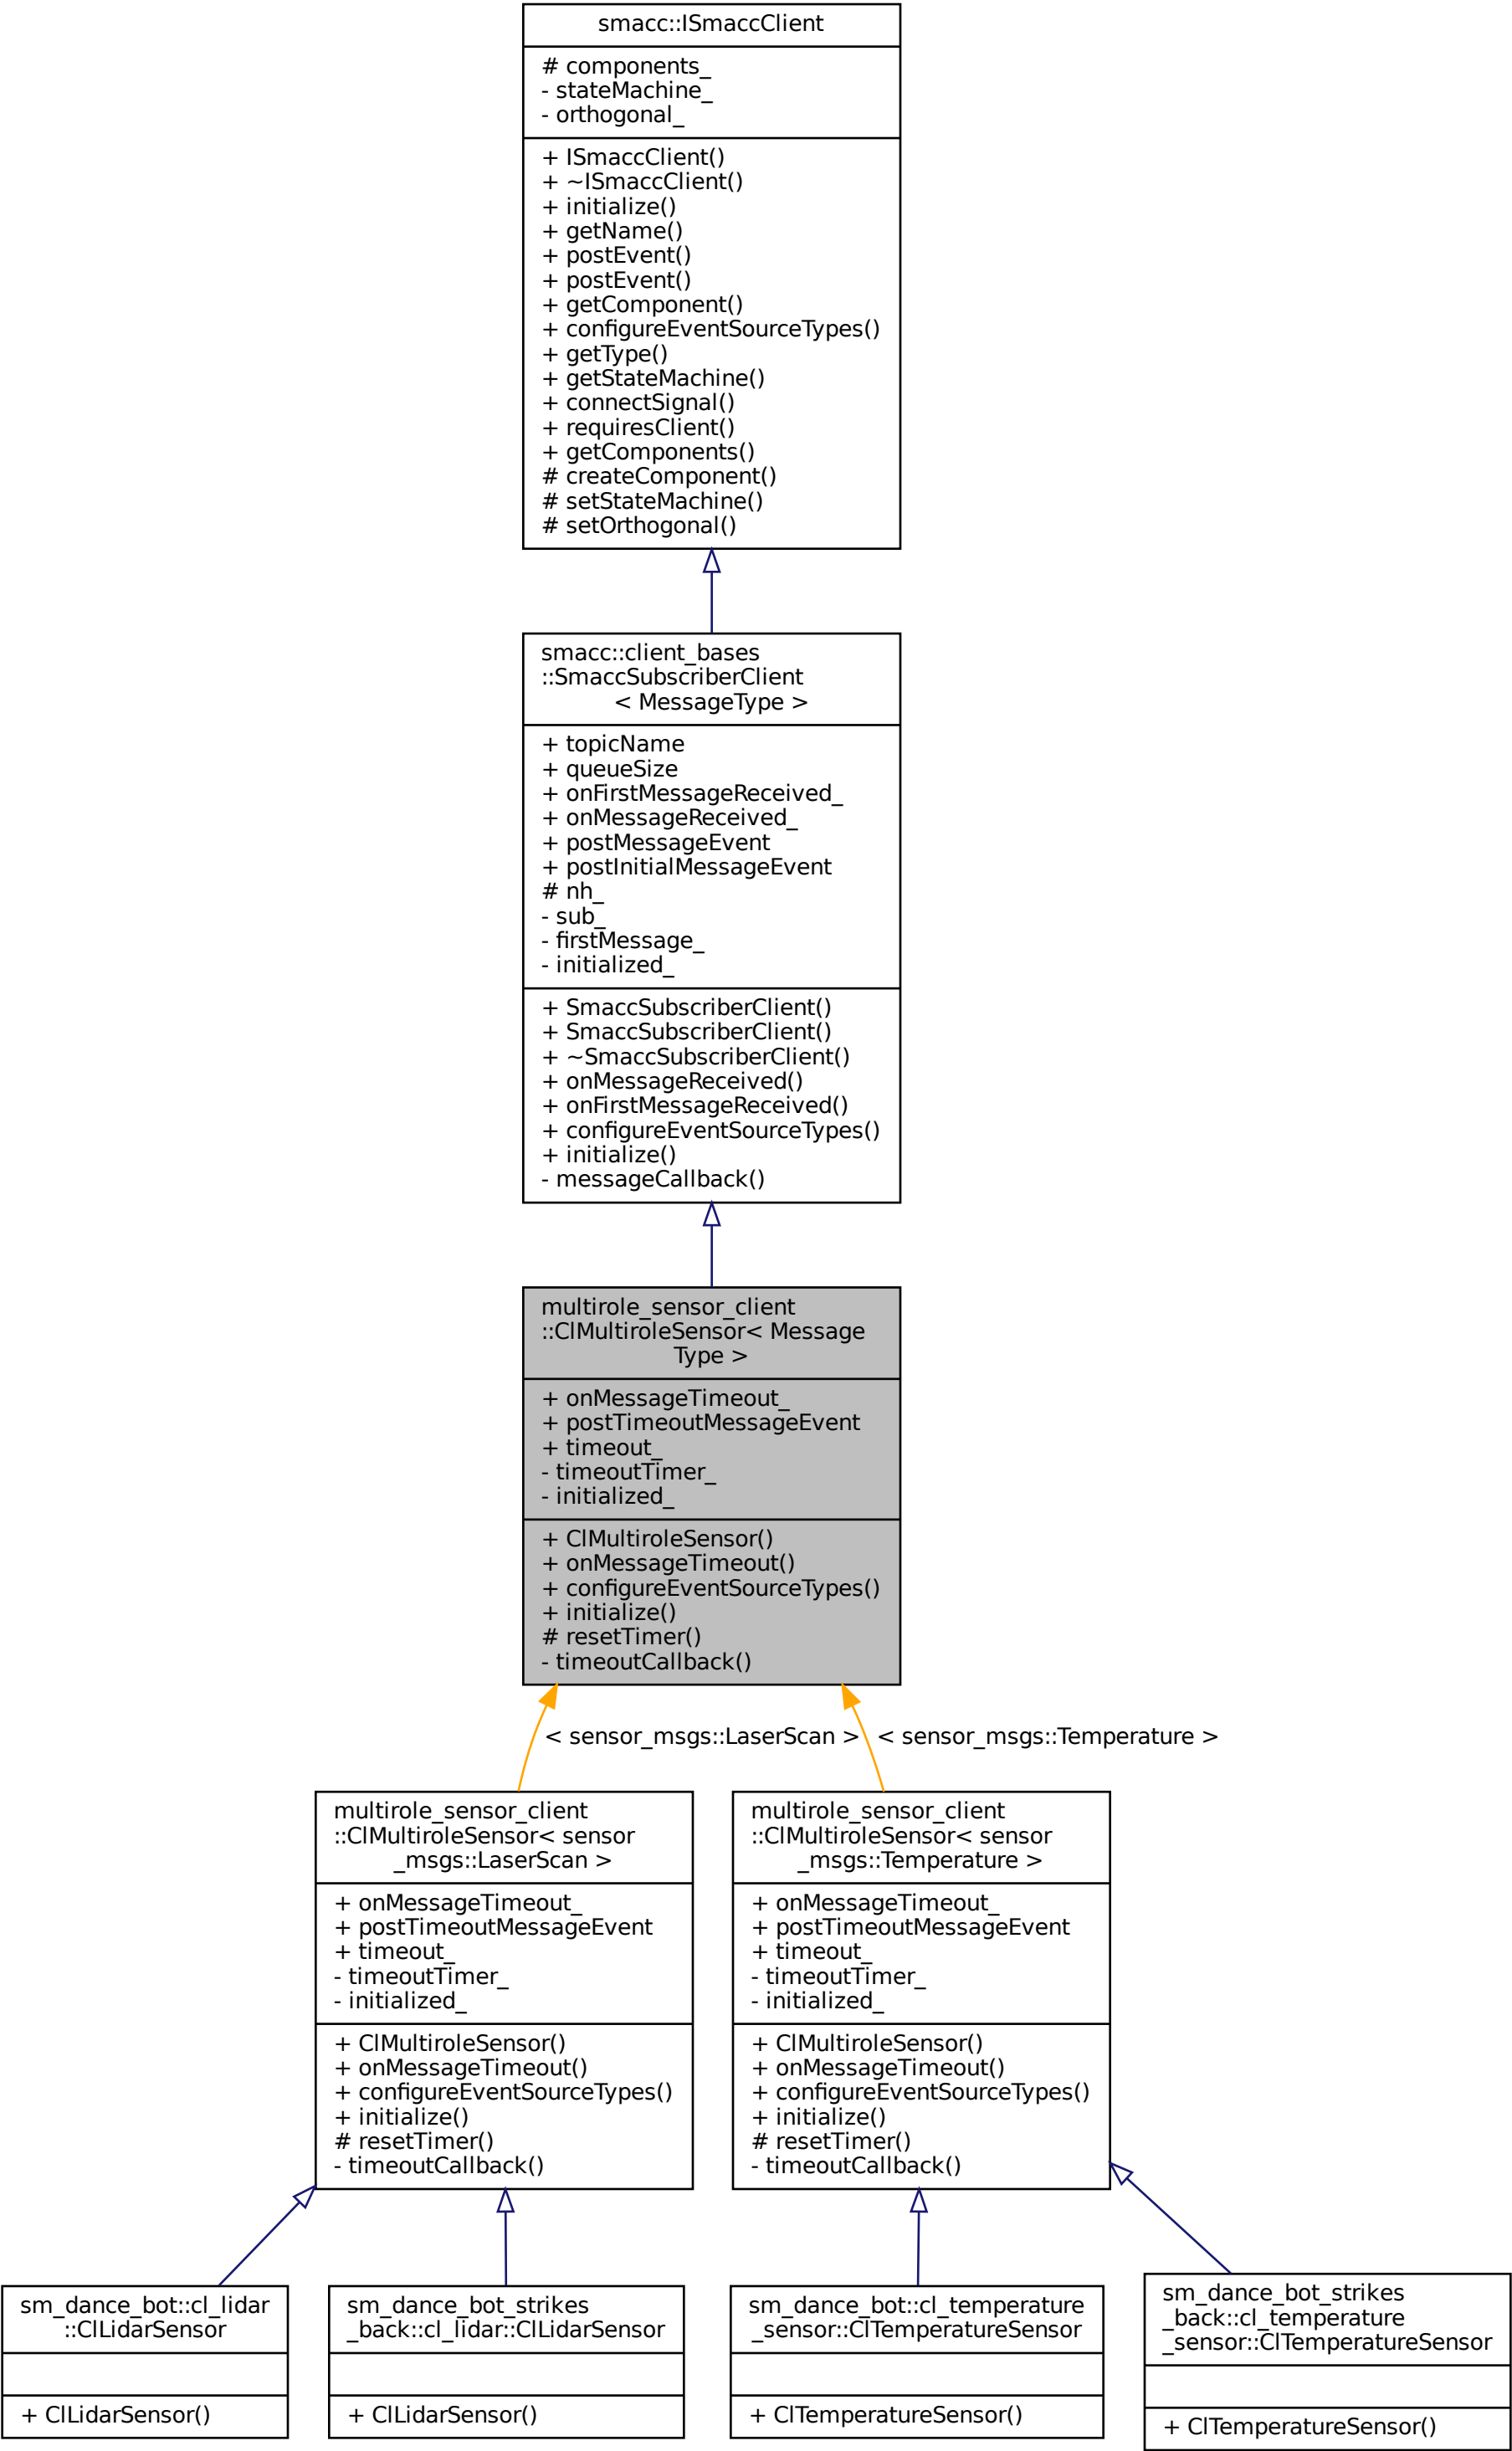 smacc::ISmaccClient
# components_
- stateMachine_
- orthogonal_
+ ISmaccClient()
+ ~ISmaccClient()
+ initialize()
+ getName()
+ postEvent()
+ postEvent()
+ getComponent()
+ configureEventSourceTypes()
+ getType()
+ getStateMachine()
+ connectSignal()
+ requiresClient()
+ getComponents()
# createComponent()
# setStateMachine()
# setOrthogonal()
smacc::client_bases
::SmaccSubscriberClient
< MessageType >
+ topicName
+ queueSize
+ onFirstMessageReceived_
+ onMessageReceived_
+ postMessageEvent
+ postInitialMessageEvent
# nh_
- sub_
- firstMessage_
- initialized_
+ SmaccSubscriberClient()
+ SmaccSubscriberClient()
+ ~SmaccSubscriberClient()
+ onMessageReceived()
+ onFirstMessageReceived()
+ configureEventSourceTypes()
+ initialize()
- messageCallback()
multirole_sensor_client
::ClMultiroleSensor< Message
Type >
+ onMessageTimeout_
+ postTimeoutMessageEvent
+ timeout_
- timeoutTimer_
- initialized_
+ ClMultiroleSensor()
+ onMessageTimeout()
+ configureEventSourceTypes()
+ initialize()
# resetTimer()
- timeoutCallback()
< sensor_msgs::LaserScan >
< sensor_msgs::Temperature >
multirole_sensor_client
::ClMultiroleSensor< sensor
_msgs::LaserScan >
+ onMessageTimeout_
+ postTimeoutMessageEvent
+ timeout_
- timeoutTimer_
- initialized_
+ ClMultiroleSensor()
+ onMessageTimeout()
+ configureEventSourceTypes()
+ initialize()
# resetTimer()
- timeoutCallback()
multirole_sensor_client
::ClMultiroleSensor< sensor
_msgs::Temperature >
+ onMessageTimeout_
+ postTimeoutMessageEvent
+ timeout_
- timeoutTimer_
- initialized_
+ ClMultiroleSensor()
+ onMessageTimeout()
+ configureEventSourceTypes()
+ initialize()
# resetTimer()
- timeoutCallback()
sm_dance_bot::cl_lidar
::ClLidarSensor
+ ClLidarSensor()
sm_dance_bot_strikes
_back::cl_lidar::ClLidarSensor
+ ClLidarSensor()
sm_dance_bot::cl_temperature
_sensor::ClTemperatureSensor
+ ClTemperatureSensor()
sm_dance_bot_strikes
_back::cl_temperature
_sensor::ClTemperatureSensor
+ ClTemperatureSensor()